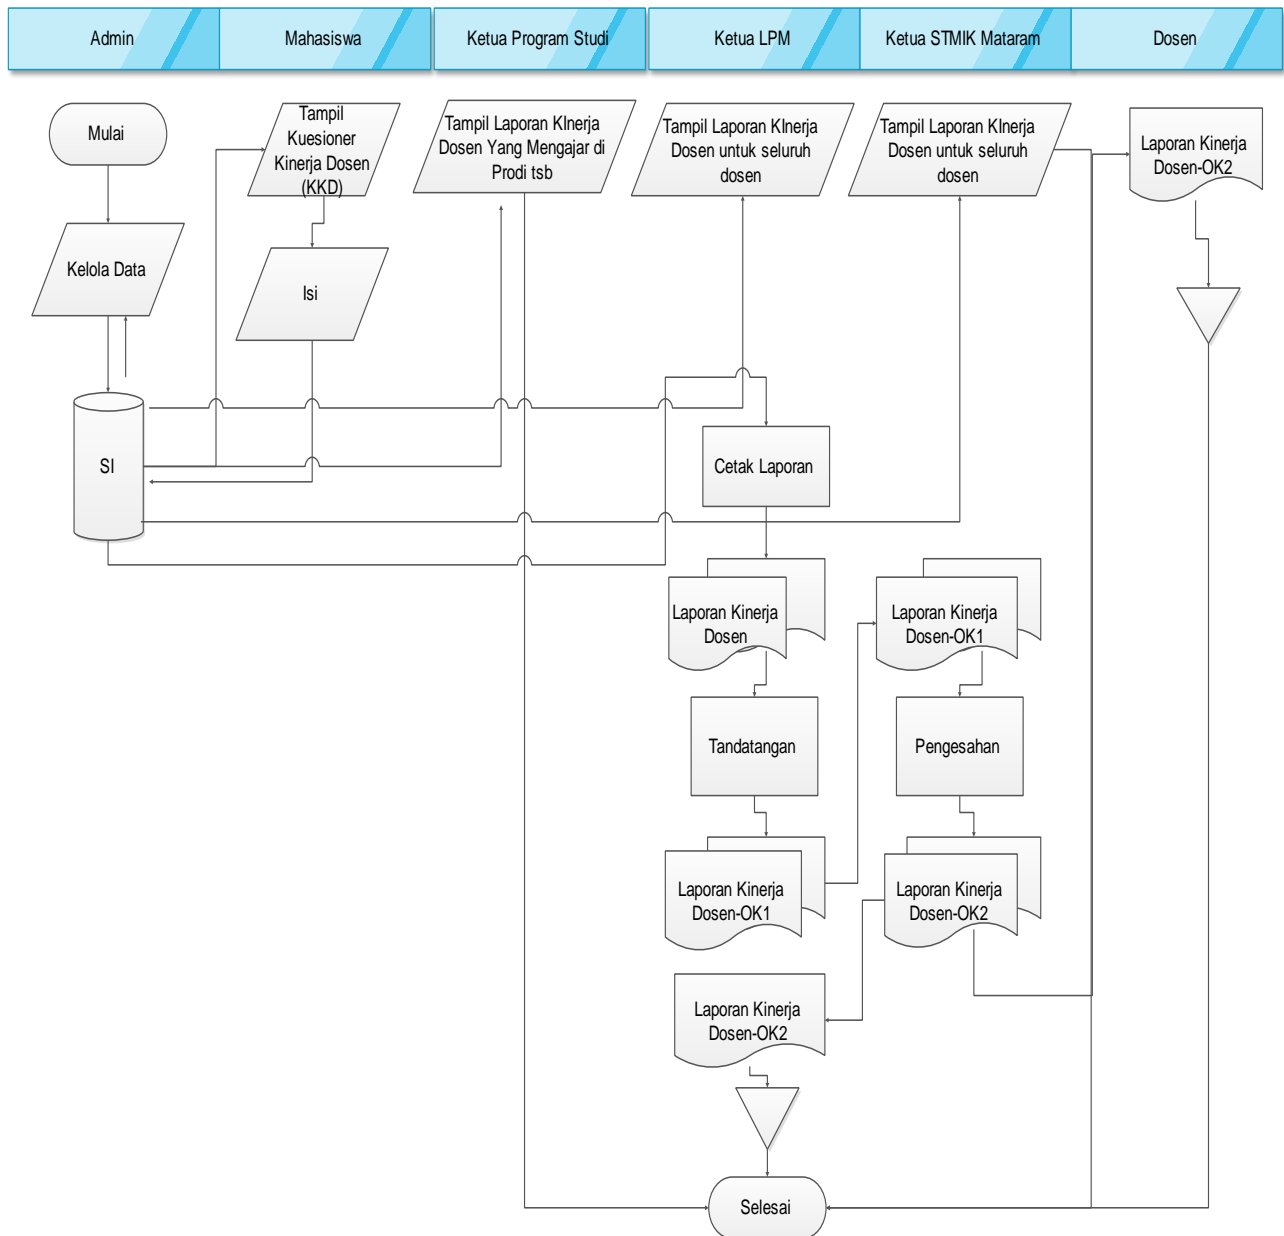 Admin
Mahasiswa
Ketua Program Studi
Ketua LPM
Ketua STMIK Mataram
Dosen
Mulai
Tampil
Kuesioner
Kinerja Dosen
(KKD)
Tampil Laporan KInerja
Dosen Yang Mengajar di
Prodi tsb
Tampil Laporan KInerja
Dosen untuk seluruh
dosen
Tampil Laporan KInerja
Dosen untuk seluruh
dosen
Laporan Kinerja
Dosen-OK2
Kelola Data
Isi
SI
Cetak Laporan
Laporan Kinerja
Dosen
Laporan Kinerja
Dosen-OK1
Tandatangan
Pengesahan
Laporan Kinerja
Dosen-OK1
Laporan Kinerja
Dosen-OK2
Laporan Kinerja
Dosen-OK2
Selesai